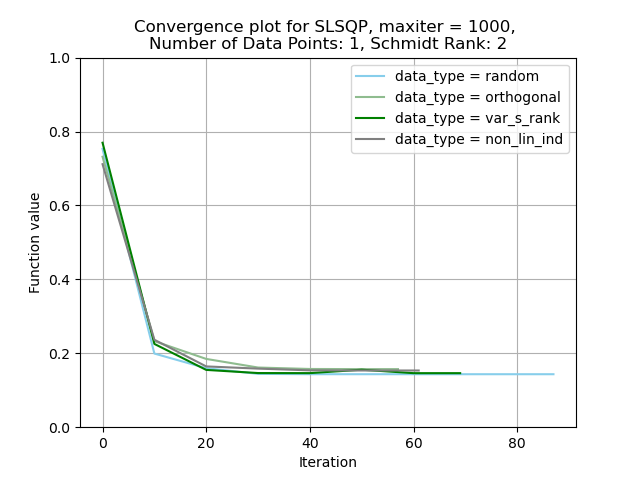 Convergence plot for SLSQP, maxiter = 1000,
Number of Data Points: 1, Schmidt Rank: 2
data_type = random
data_type = orthogonal
data_type = var_s_rank
data_type = non_lin_ind
Function value
1.0
0.8
0.6
0.4
0.2
0.0
0 20 40 60 80
Iteration